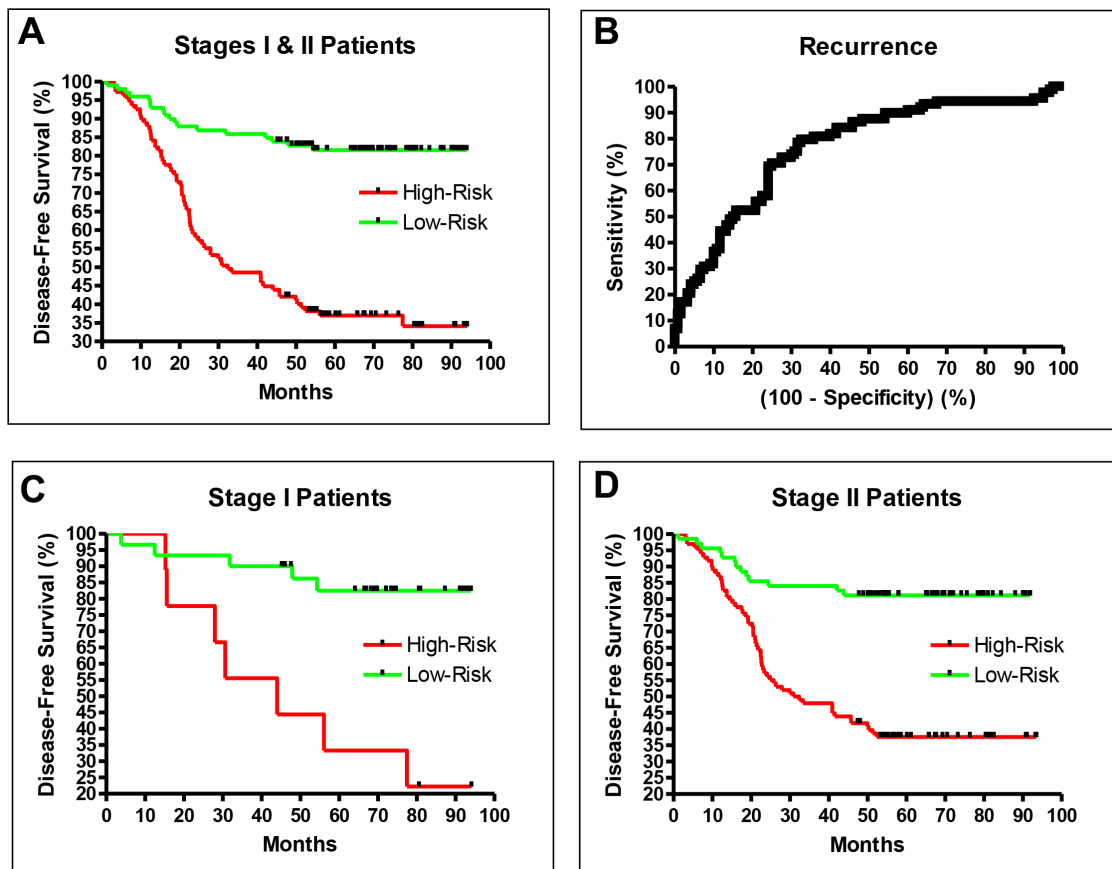 A
Stages I & II Patients
Disease-Free Survival (%)
100
95
90
85
80
75
70
65
60
55
50
45
40
35
30
High-Risk
Low-Risk
0 10 20 30 40 50 60 70 80 90 100
Months
B
Recurrence
Sensitivity (%)
100
90
80
70
60
50
40
30
20
10
0
0 10 20 30 40 50 60 70 80 90 100
(100 - Specificity) (%)
C
Stage I Patients
Disease-Free Survival (%)
100
95
90
85
80
75
70
65
60
55
50
45
40
35
30
25
20
High-Risk
Low-Risk
0 10 20 30 40 50 60 70 80 90 100
Months
D
Stage II Patients
Disease-Free Survival (%)
100
95
90
85
80
75
70
65
60
55
50
45
40
35
30
25
20
High-Risk
Low-Risk
0 10 20 30 40 50 60 70 80 90 100
Months